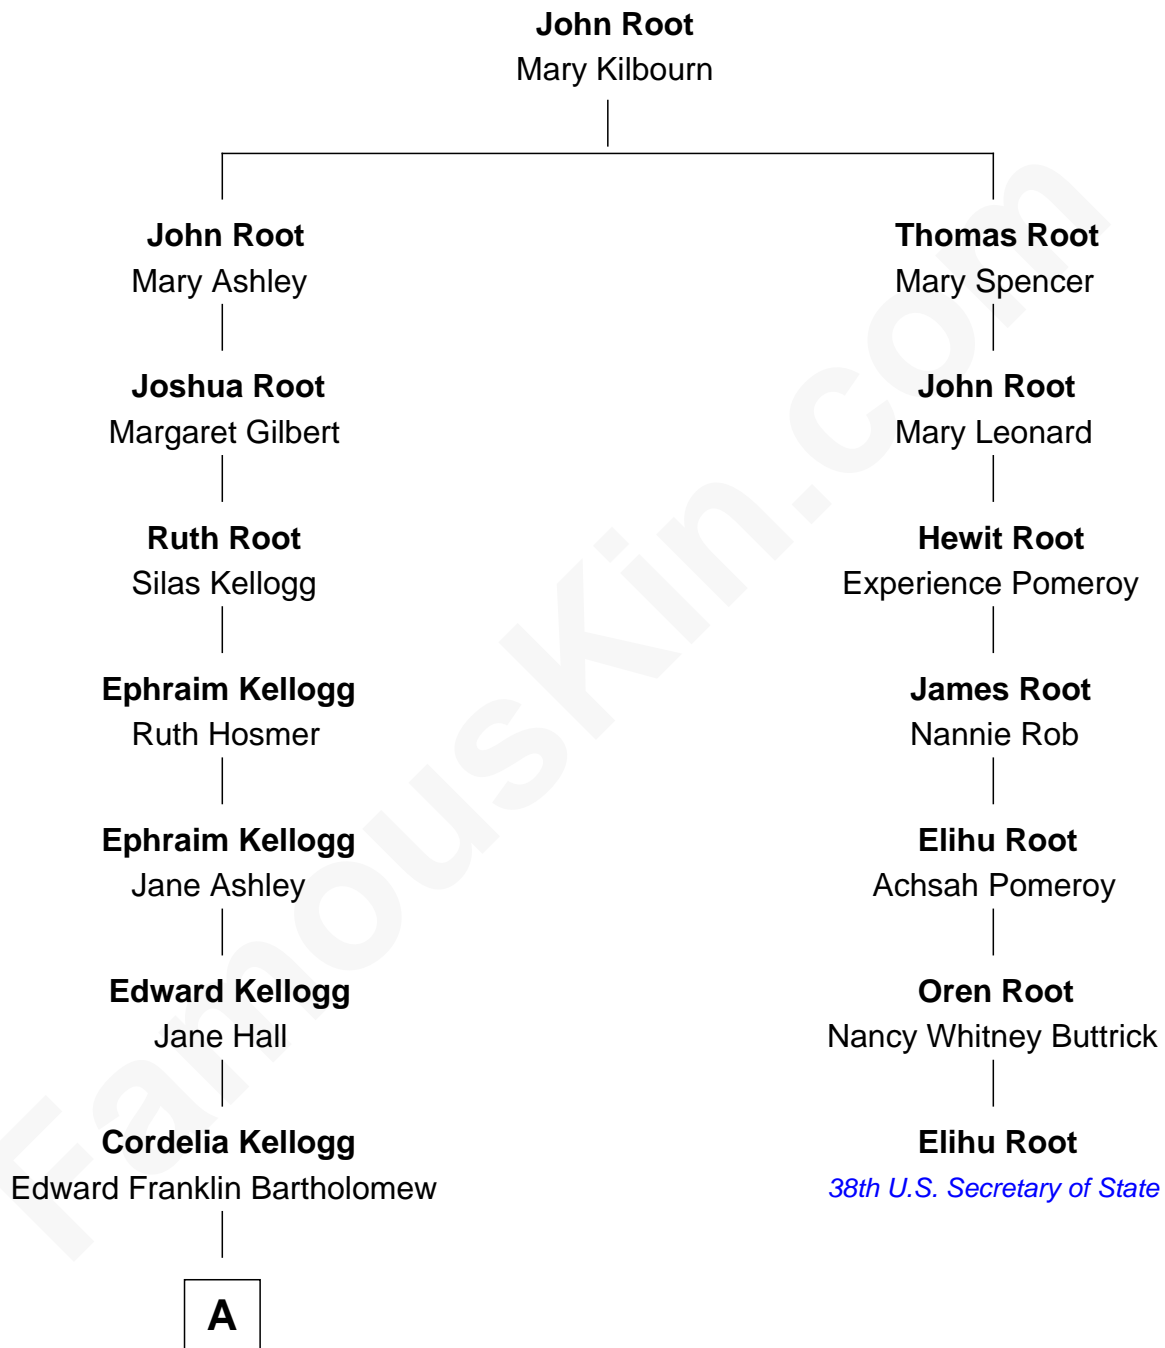 John Root
Mary Kilbourn
John Root
Mary Ashley
Thomas Root
Mary Spencer
Joshua Root
Margaret Gilbert
John Root
Mary Leonard
Ruth Root
Silas Kellogg
Hewit Root
Experience Pomeroy
Ephraim Kellogg
Ruth Hosmer
James Root
Nannie Rob
Ephraim Kellogg
Jane Ashley
Elihu Root
Achsah Pomeroy
Edward Kellogg
Jane Hall
Oren Root
Nancy Whitney Buttrick
Cordelia Kellogg
Edward Franklin Bartholomew
Elihu Root
38th U.S. Secretary of State
A
FamousKin.com